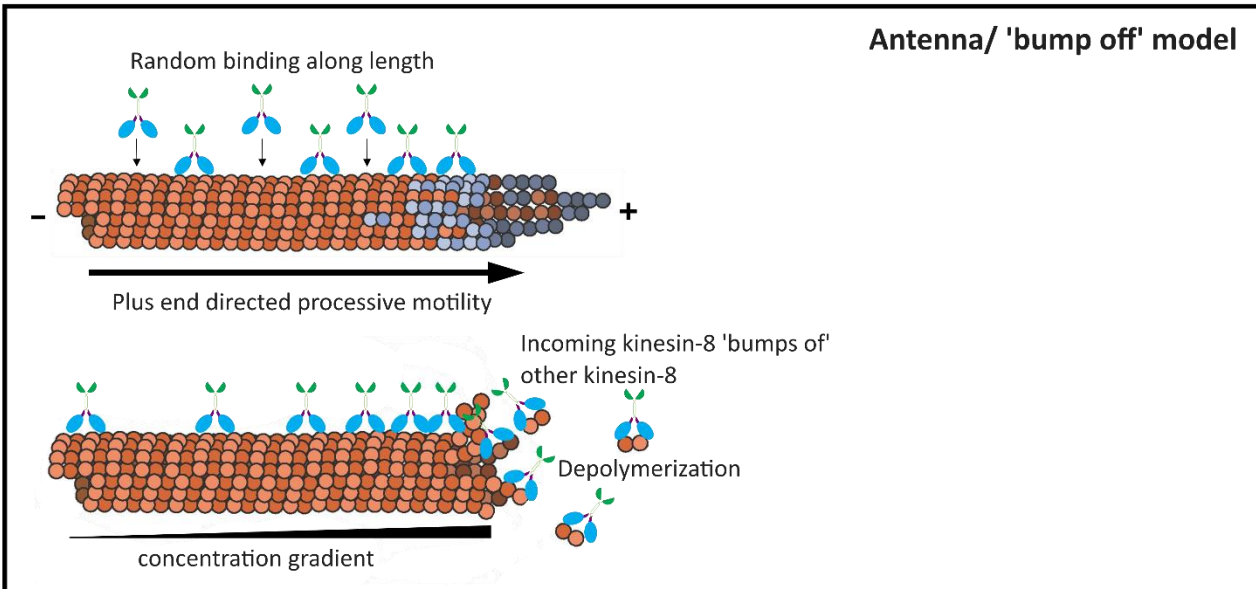 Antenna/ 'bump off' model
Random binding along length
–
+
Plus end directed processive motility
Incoming kinesin-8 'bumps of'
other kinesin-8
Depolymerization
concentration gradient